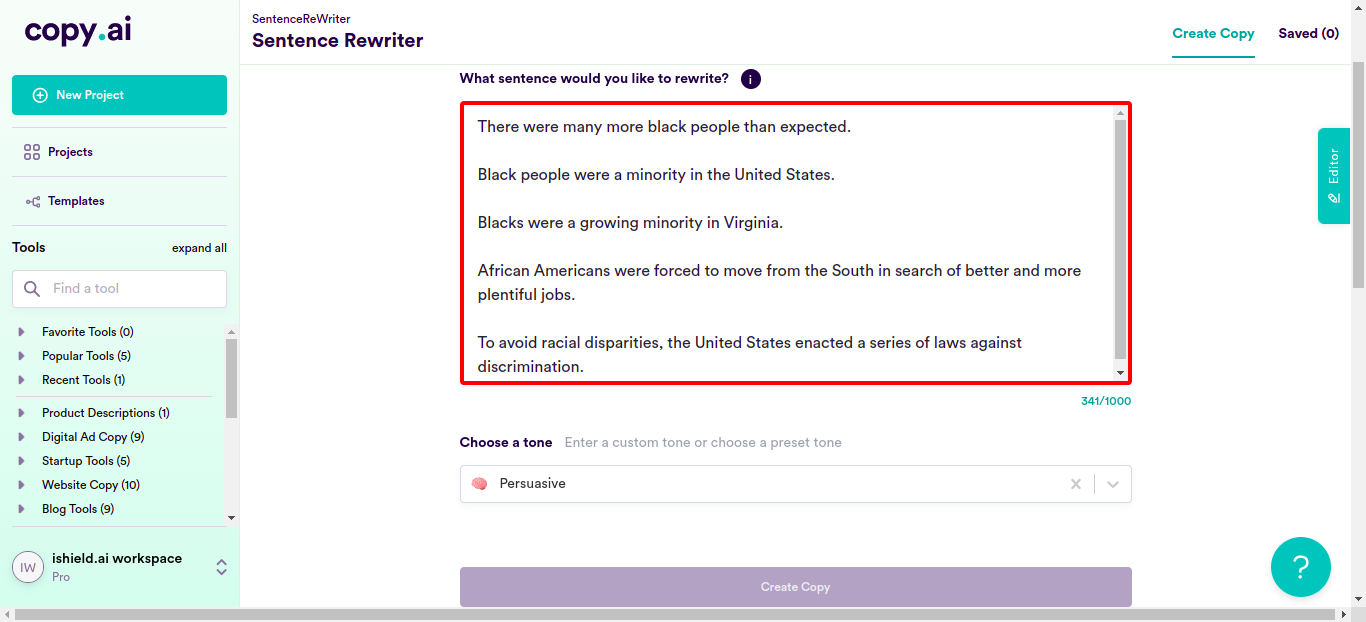 copy.ai
New Project
Projects
Templates
Tools
expand all
Find a tool
Favorite Tools (0)
Popular Tools (5)
Recent Tools (1)
Product Descriptions (1)
Digital Ad Copy (9)
Startup Tools (5)
Website Copy (10)
Blog Tools (9)
IW
ishield.ai workspace
Pro
SentenceReWriter
Sentence Rewriter
Create Copy
Saved (0)
What sentence would you like to rewrite?
i
There were many more black people than expected.
Black people were a minority in the United States.
Blacks were a growing minority in Virginia.
African Americans were forced to move from the South in search of better and more
plentiful jobs.
To avoid racial disparities, the United States enacted a series of laws against
discrimination.
341/1000
Choose a tone
Enter a custom tone or choose a preset tone
Persuasive
Create Copy
Editor
?